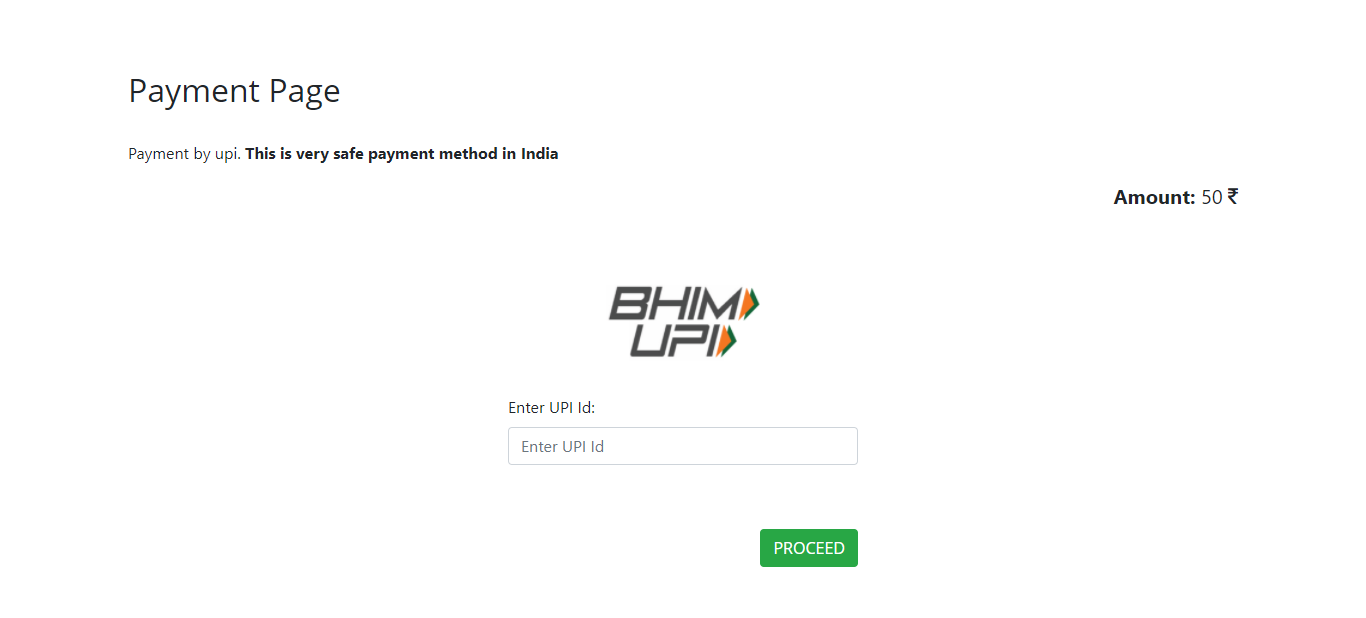 Payment Page
Payment by upi. This is very safe payment method in India
Amount: 50 ₹
BHIM
UPI
Enter UPI Id:
Enter UPI Id
PROCEED